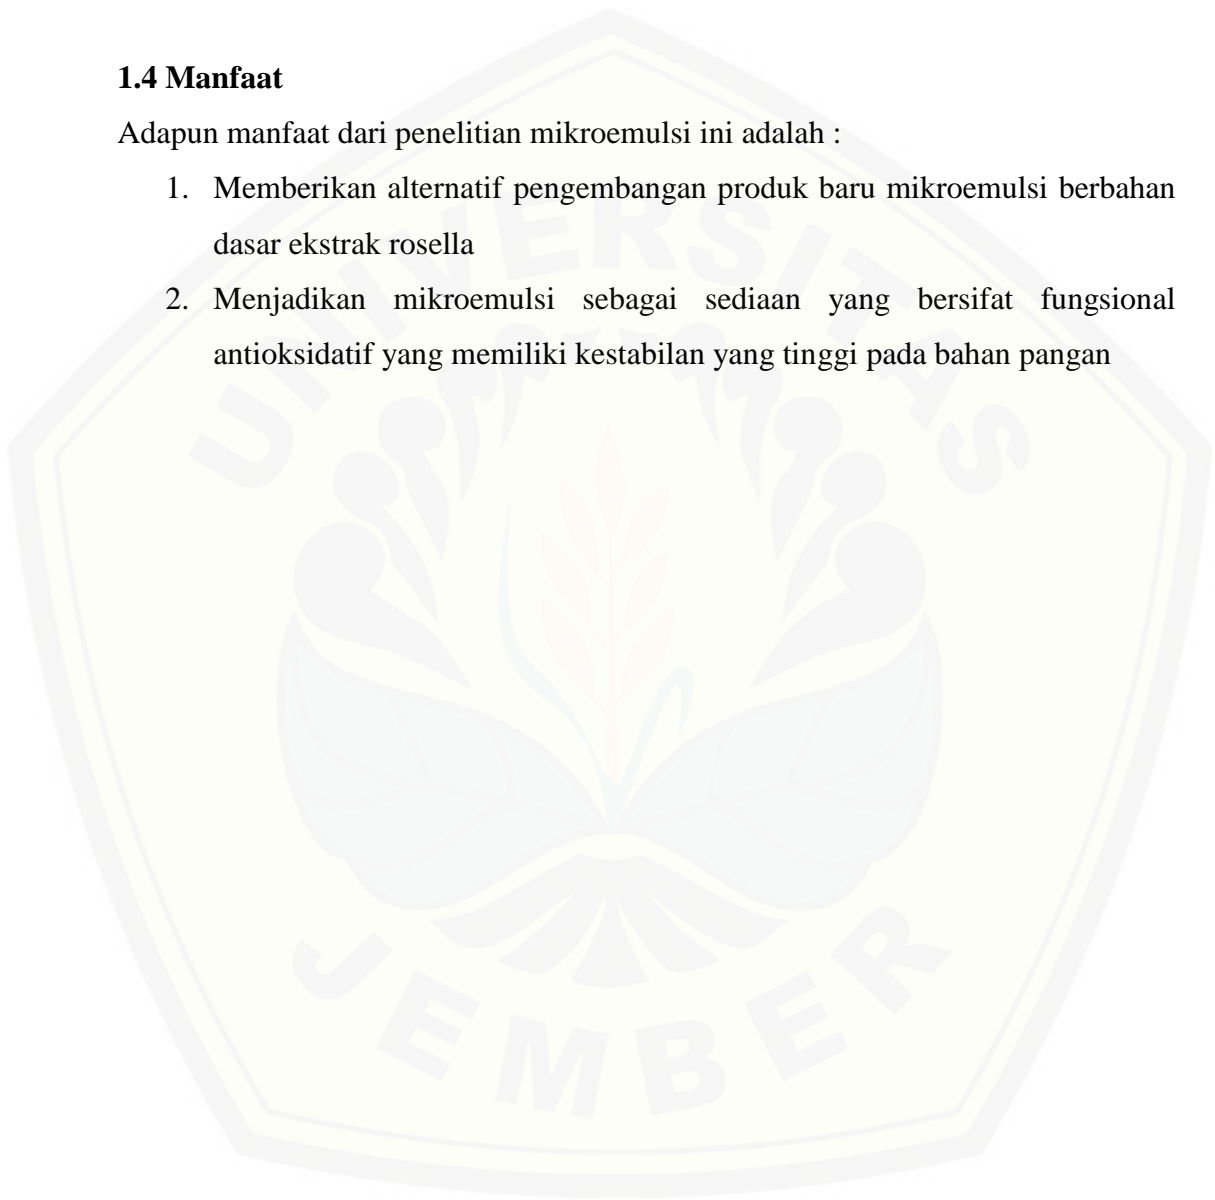 1.4 Manfaat
Adapun manfaat dari penelitian mikroemulsi ini adalah :
1. Memberikan alternatif pengembangan produk baru mikroemulsi berbahan
dasar ekstrak rosella
2. Menjadikan mikroemulsi sebagai sediaan yang bersifat fungsional
antioksidatif yang memiliki kestabilan yang tinggi pada bahan pangan
UNIVERSITAS
JEMBER